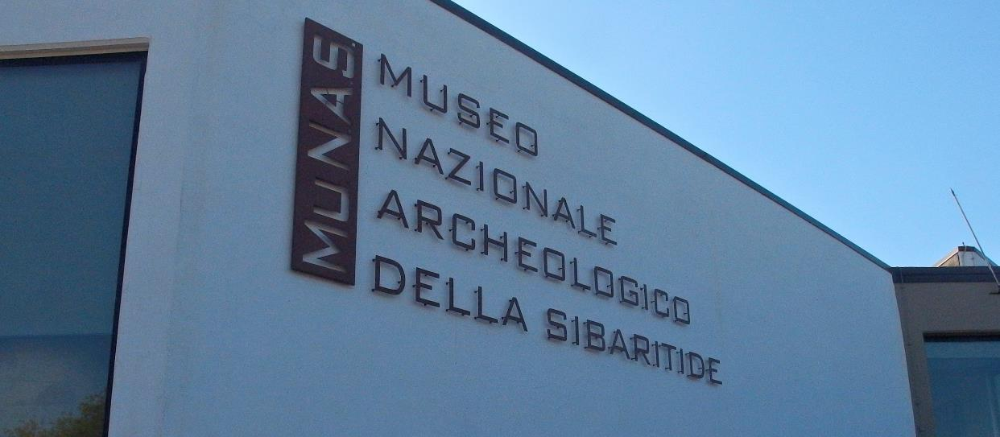 MUNAS.
MUSEO
NAZIONALE
ARCHEOLOGICO
DELLA SIBARITIDE